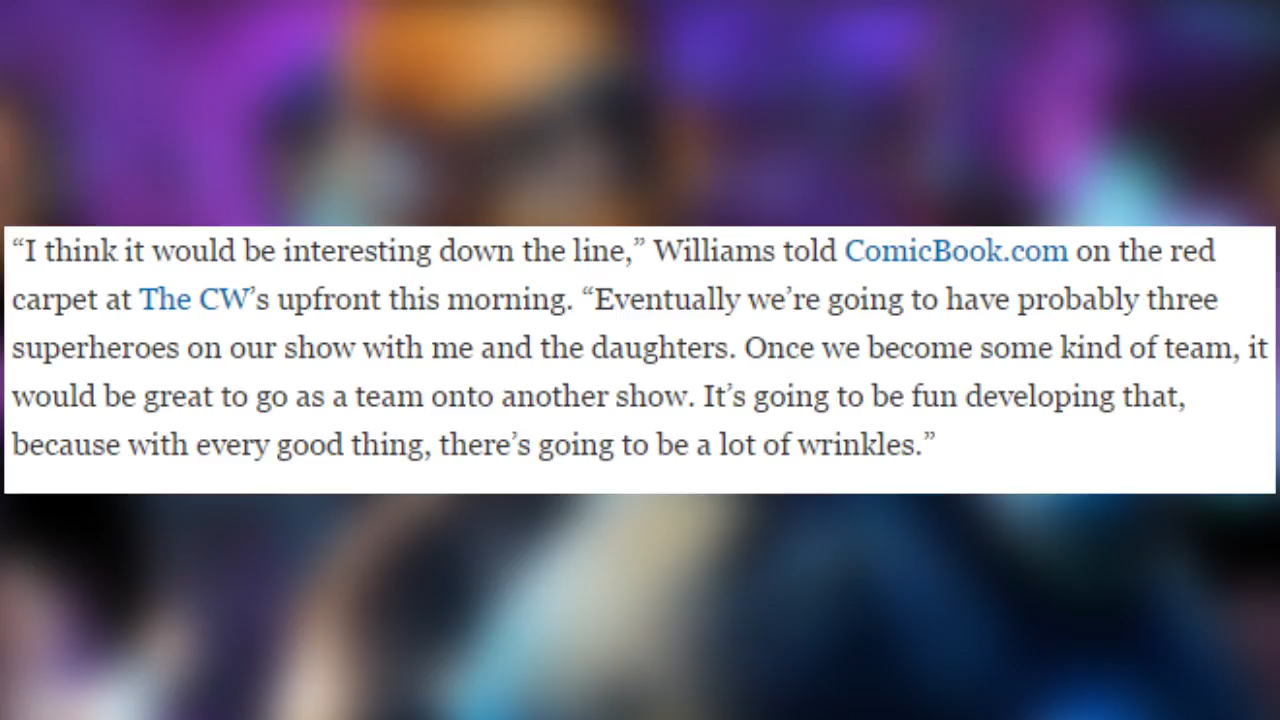 “I think it would be interesting down the line,” Williams told ComicBook.com on the red
carpet at The CW’s upfront this morning. “Eventually we’re going to have probably three
superheroes on our show with me and the daughters. Once we become some kind of team, it
would be great to go as a team onto another show. It’s going to be fun developing that,
because with every good thing, there’s going to be a lot of wrinkles.”